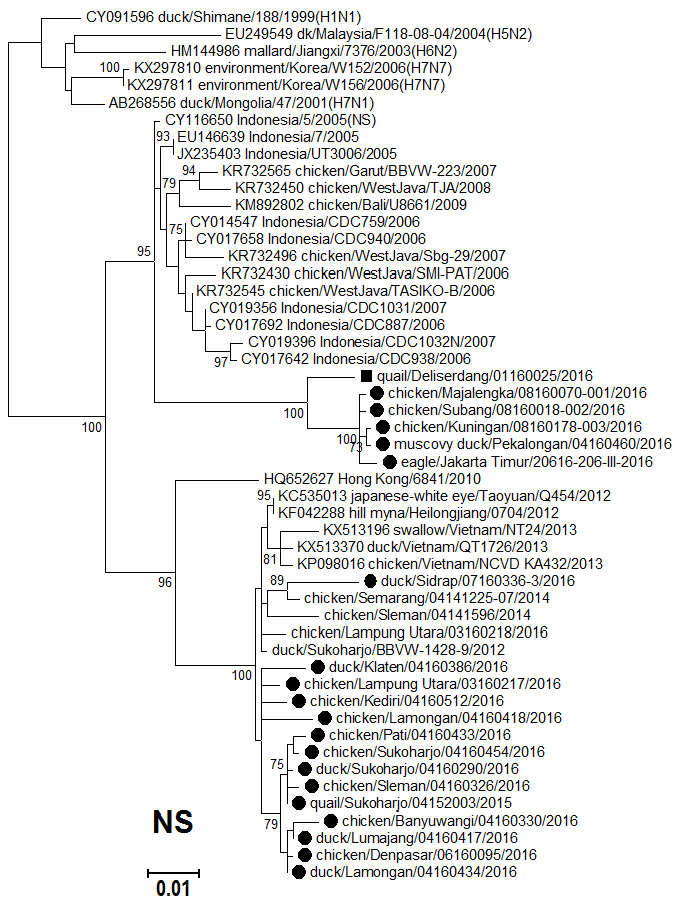 CY091596 duck/Shimane/188/1999(H1N1)
EU249549 dk/Malaysia/F118-08-04/2004(H5N2)
HM144986 mallard/Jiangxi/7376/2003(H6N2)
100 KX297810 environment/Korea/W152/2006(H7N7)
KX297811 environment/Korea/W156/2006(H7N7)
AB268556 duck/Mongolia/47/2001(H7N1)
CY116650 Indonesia/5/2005(NS)
93 EU146639 Indonesia/7/2005
JX235403 Indonesia/UT3006/2005
94 KR732565 chicken/Garut/BBVW-223/2007
79 KR732450 chicken/WestJava/TJA/2008
KM892802 chicken/Bali/U8661/2009
75 CY014547 Indonesia/CDC759/2006
CY017658 Indonesia/CDC940/2006
95 KR732496 chicken/WestJava/Sbg-29/2007
KR732430 chicken/WestJava/SMI-PAT/2006
KR732545 chicken/WestJava/TASIKO-B/2006
CY019356 Indonesia/CDC1031/2007
CY017692 Indonesia/CDC887/2006
CY019396 Indonesia/CDC1032N/2007
97 CY017642 Indonesia/CDC938/2006
quail/Deliserdang/01160025/2016
chicken/Majalengka/08160070-001/2016
100 chicken/Subang/08160018-002/2016
100 chicken/Kuningan/08160178-003/2016
100 73 muscovy duck/Pekalongan/04160460/2016
eagle/Jakarta Timur/20616-206-III-2016
HQ652627 Hong Kong/6841/2010
95 KC535013 japanese-white eye/Taoyuan/Q454/2012
KF042288 hill myna/Heilongjiang/0704/2012
KX513196 swallow/Vietnam/NT24/2013
KX513370 duck/Vietnam/QT1726/2013
81 KP098016 chicken/Vietnam/NCVD KA432/2013
96 89 duck/Sidrap/07160336-3/2016
chicken/Semarang/04141225-07/2014
chicken/Sleman/04141596/2014
chicken/Lampung Utara/03160218/2016
duck/Sukoharjo/BBVW-1428-9/2012
100 duck/Klaten/04160386/2016
chicken/Lampung Utara/03160217/2016
chicken/Kediri/04160512/2016
chicken/Lamongan/04160418/2016
chicken/Pati/04160433/2016
chicken/Sukoharjo/04160454/2016
75 duck/Sukoharjo/04160290/2016
chicken/Sleman/04160326/2016
quail/Sukoharjo/04152003/2015
NS
79 chicken/Banyuwangi/04160330/2016
duck/Lumajang/04160417/2016
chicken/Denpasar/06160095/2016
duck/Lamongan/04160434/2016
0.01